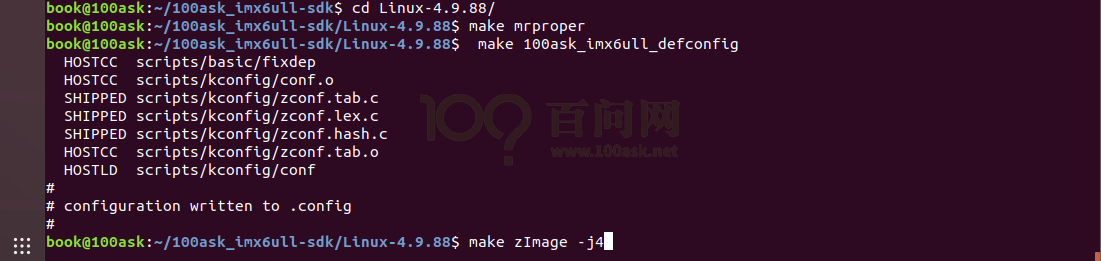 book@100ask:~/100ask_imx6ull-sdk$ cd Linux-4.9.88/
book@100ask:~/100ask_imx6ull-sdk/Linux-4.9.88$ make mrproper
book@100ask:~/100ask_imx6ull-sdk/Linux-4.9.88$  make 100ask_imx6ull_defconfig
  HOSTCC  scripts/basic/fixdep
  HOSTCC  scripts/kconfig/conf.o
  SHIPPED scripts/kconfig/zconf.tab.c
  SHIPPED scripts/kconfig/zconf.lex.c
  SHIPPED scripts/kconfig/zconf.hash.c
  HOSTCC  scripts/kconfig/zconf.tab.o
  HOSTLD  scripts/kconfig/conf
#
# configuration written to .config
#
book@100ask:~/100ask_imx6ull-sdk/Linux-4.9.88$ make zImage -j4
100?
百问网
www.100ask.net